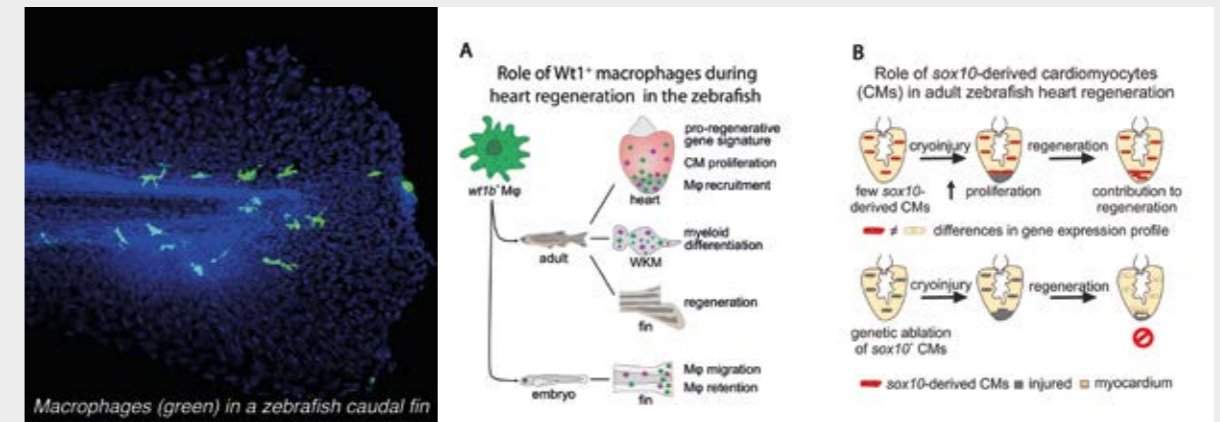 Macrophages (green) in a zebrafish caudal fin
A
Role of Wt1⁺ macrophages during
heart regeneration in the zebrafish
wt1b⁺ Mφ
pro-regenerative
gene signature
CM proliferation
Mφ recruitment
heart
adult
myeloid
differentiation
WKM
regeneration
fin
embryo
Mφ migration
Mφ retention
fin
B
Role of sox10-derived cardiomyocytes
(CMs) in adult zebrafish heart regeneration
cryoinjury
regeneration
few sox10-
derived CMs
↑ proliferation
contribution to
regeneration
≠ differences in gene expression profile
cryoinjury
regeneration
genetic ablation
of sox10⁺ CMs
sox10-derived CMs injured myocardium